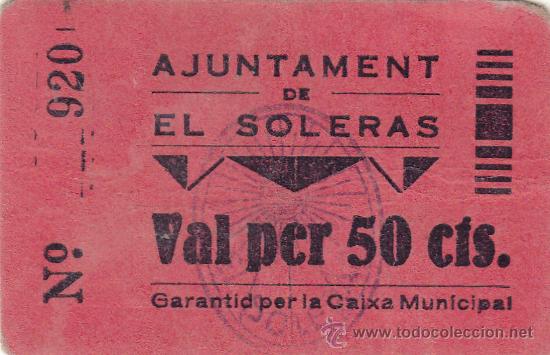 Nº 920
AJUNTAMENT
DE
EL SOLERAS
Val per 50 cts.
Garantid per la Caixa Municipal
www.todocoleccion.net